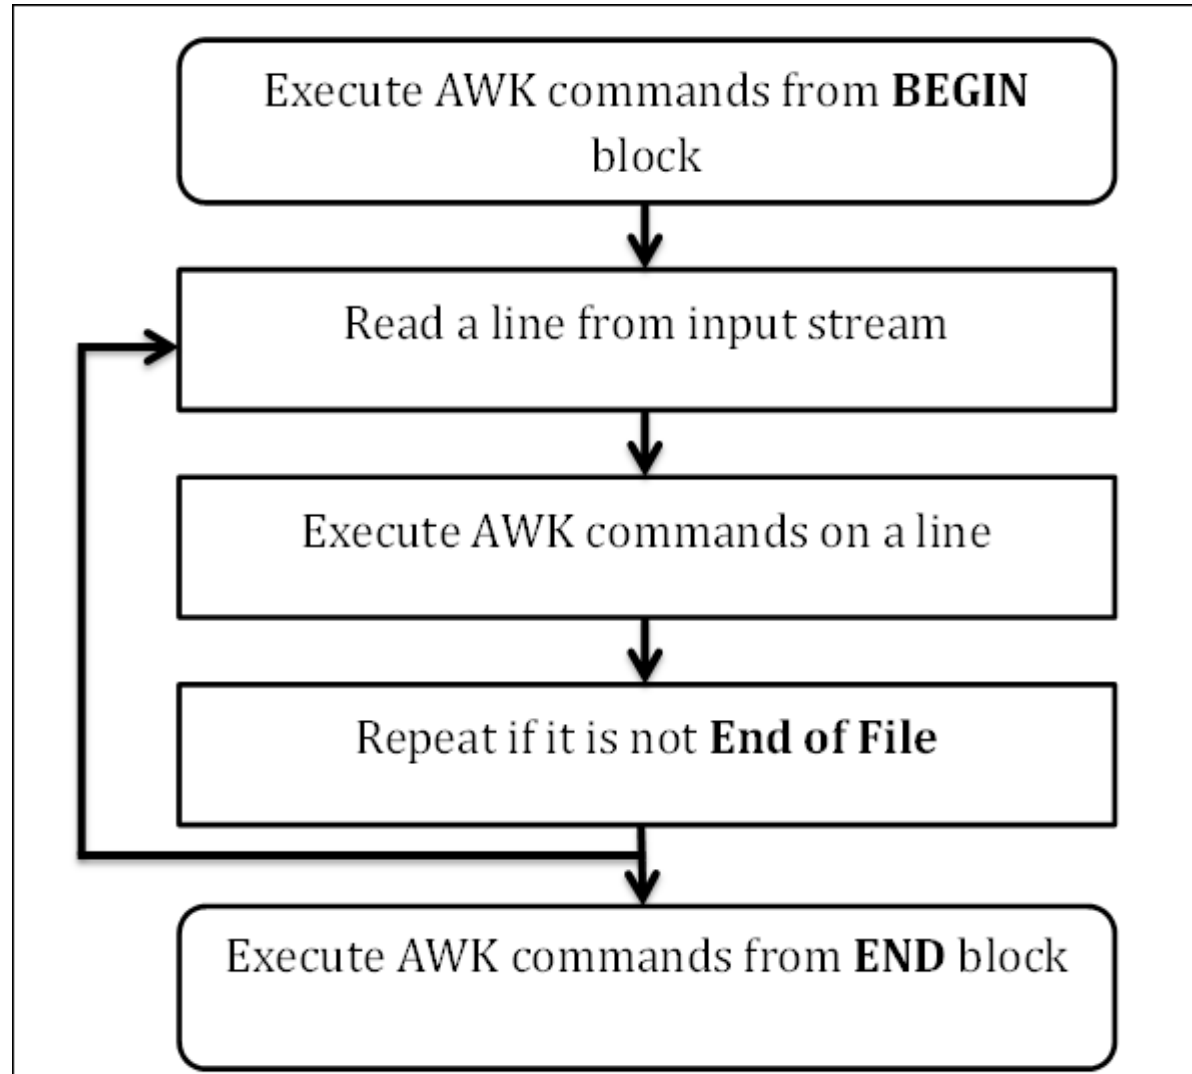 Execute AWK commands from BEGIN
block
Read a line from input stream
Execute AWK commands on a line
Repeat if it is not End of File
Execute AWK commands from END block